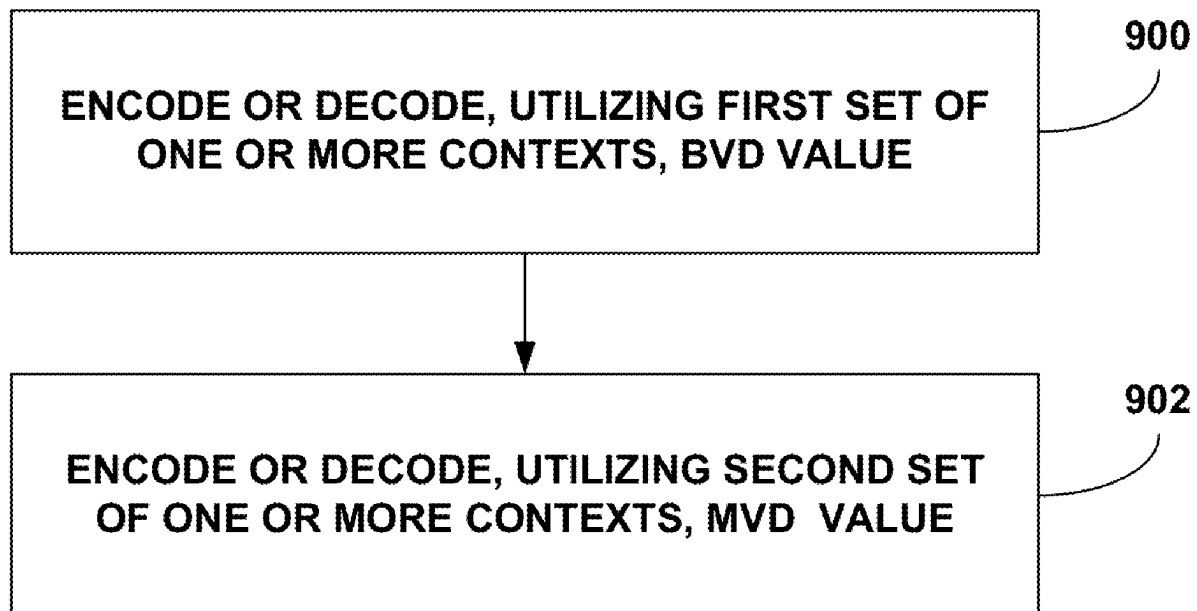 900
ENCODE OR DECODE, UTILIZING FIRST SET OF
ONE OR MORE CONTEXTS, BVD VALUE
902
ENCODE OR DECODE, UTILIZING SECOND SET
OF ONE OR MORE CONTEXTS, MVD VALUE